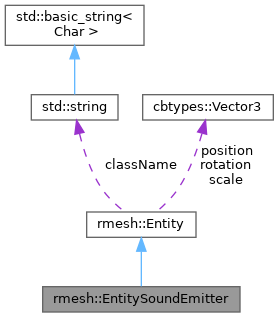 std::basic_string<
Char >
std::string
cbtypes::Vector3
className
position
rotation
scale
rmesh::Entity
rmesh::EntitySoundEmitter